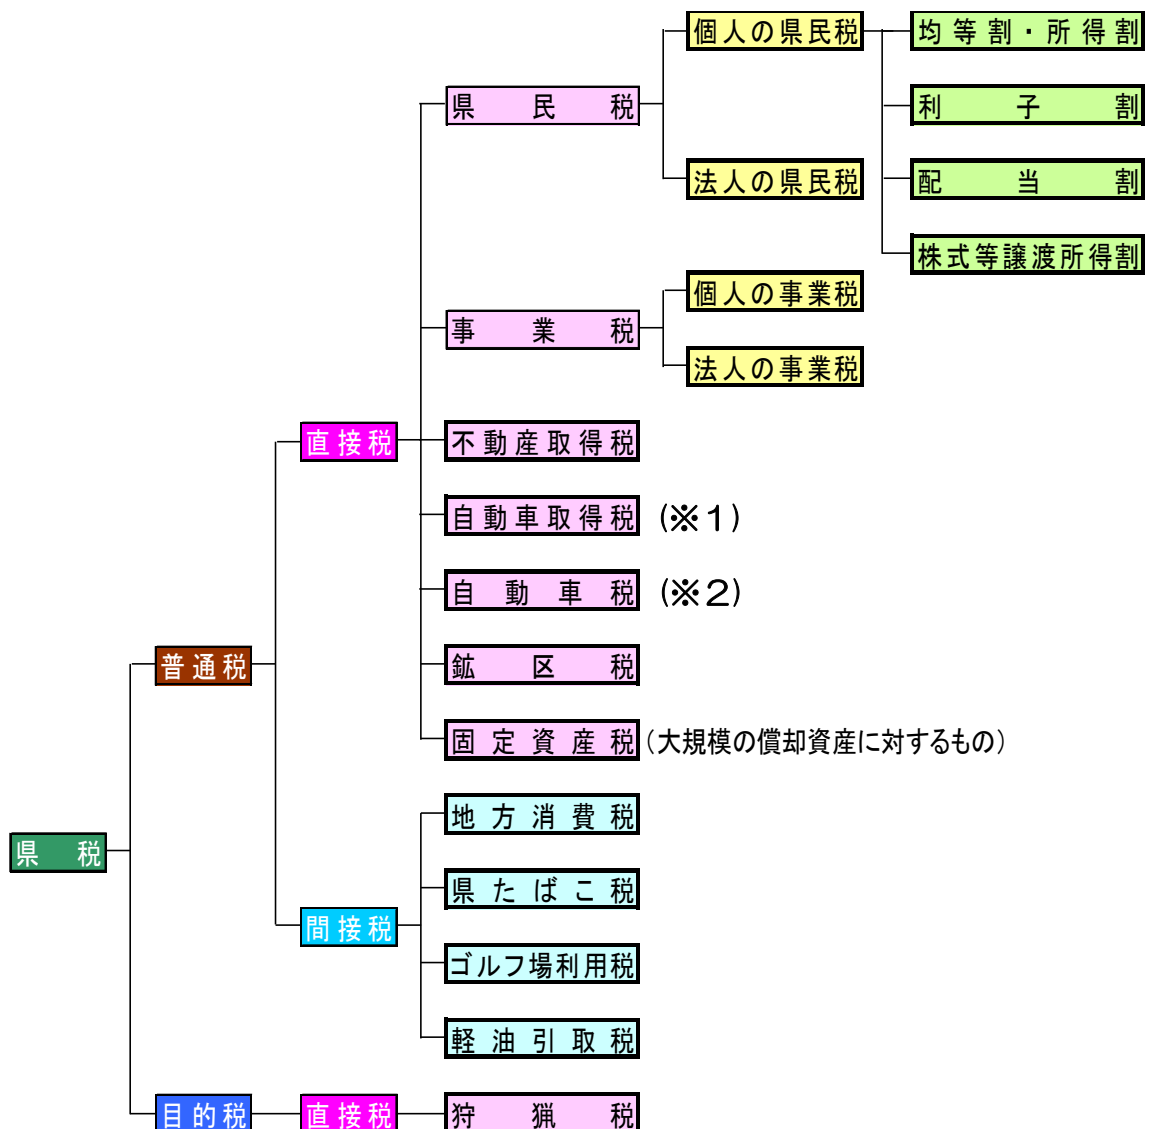 個人の県民税
均等割・所得割
県民税
利子割
法人の県民税
配当割
株式等譲渡所得割
個人の事業税
事業税
法人の事業税
直接税
不動産取得税
自動車取得税 (※1)
自動車税 (※2)
普通税
鉱区税
固定資産税 (大規模の償却資産に対するもの)
地方消費税
県税
県たばこ税
間接税
ゴルフ場利用税
軽油引取税
目的税
直接税
狩猟税